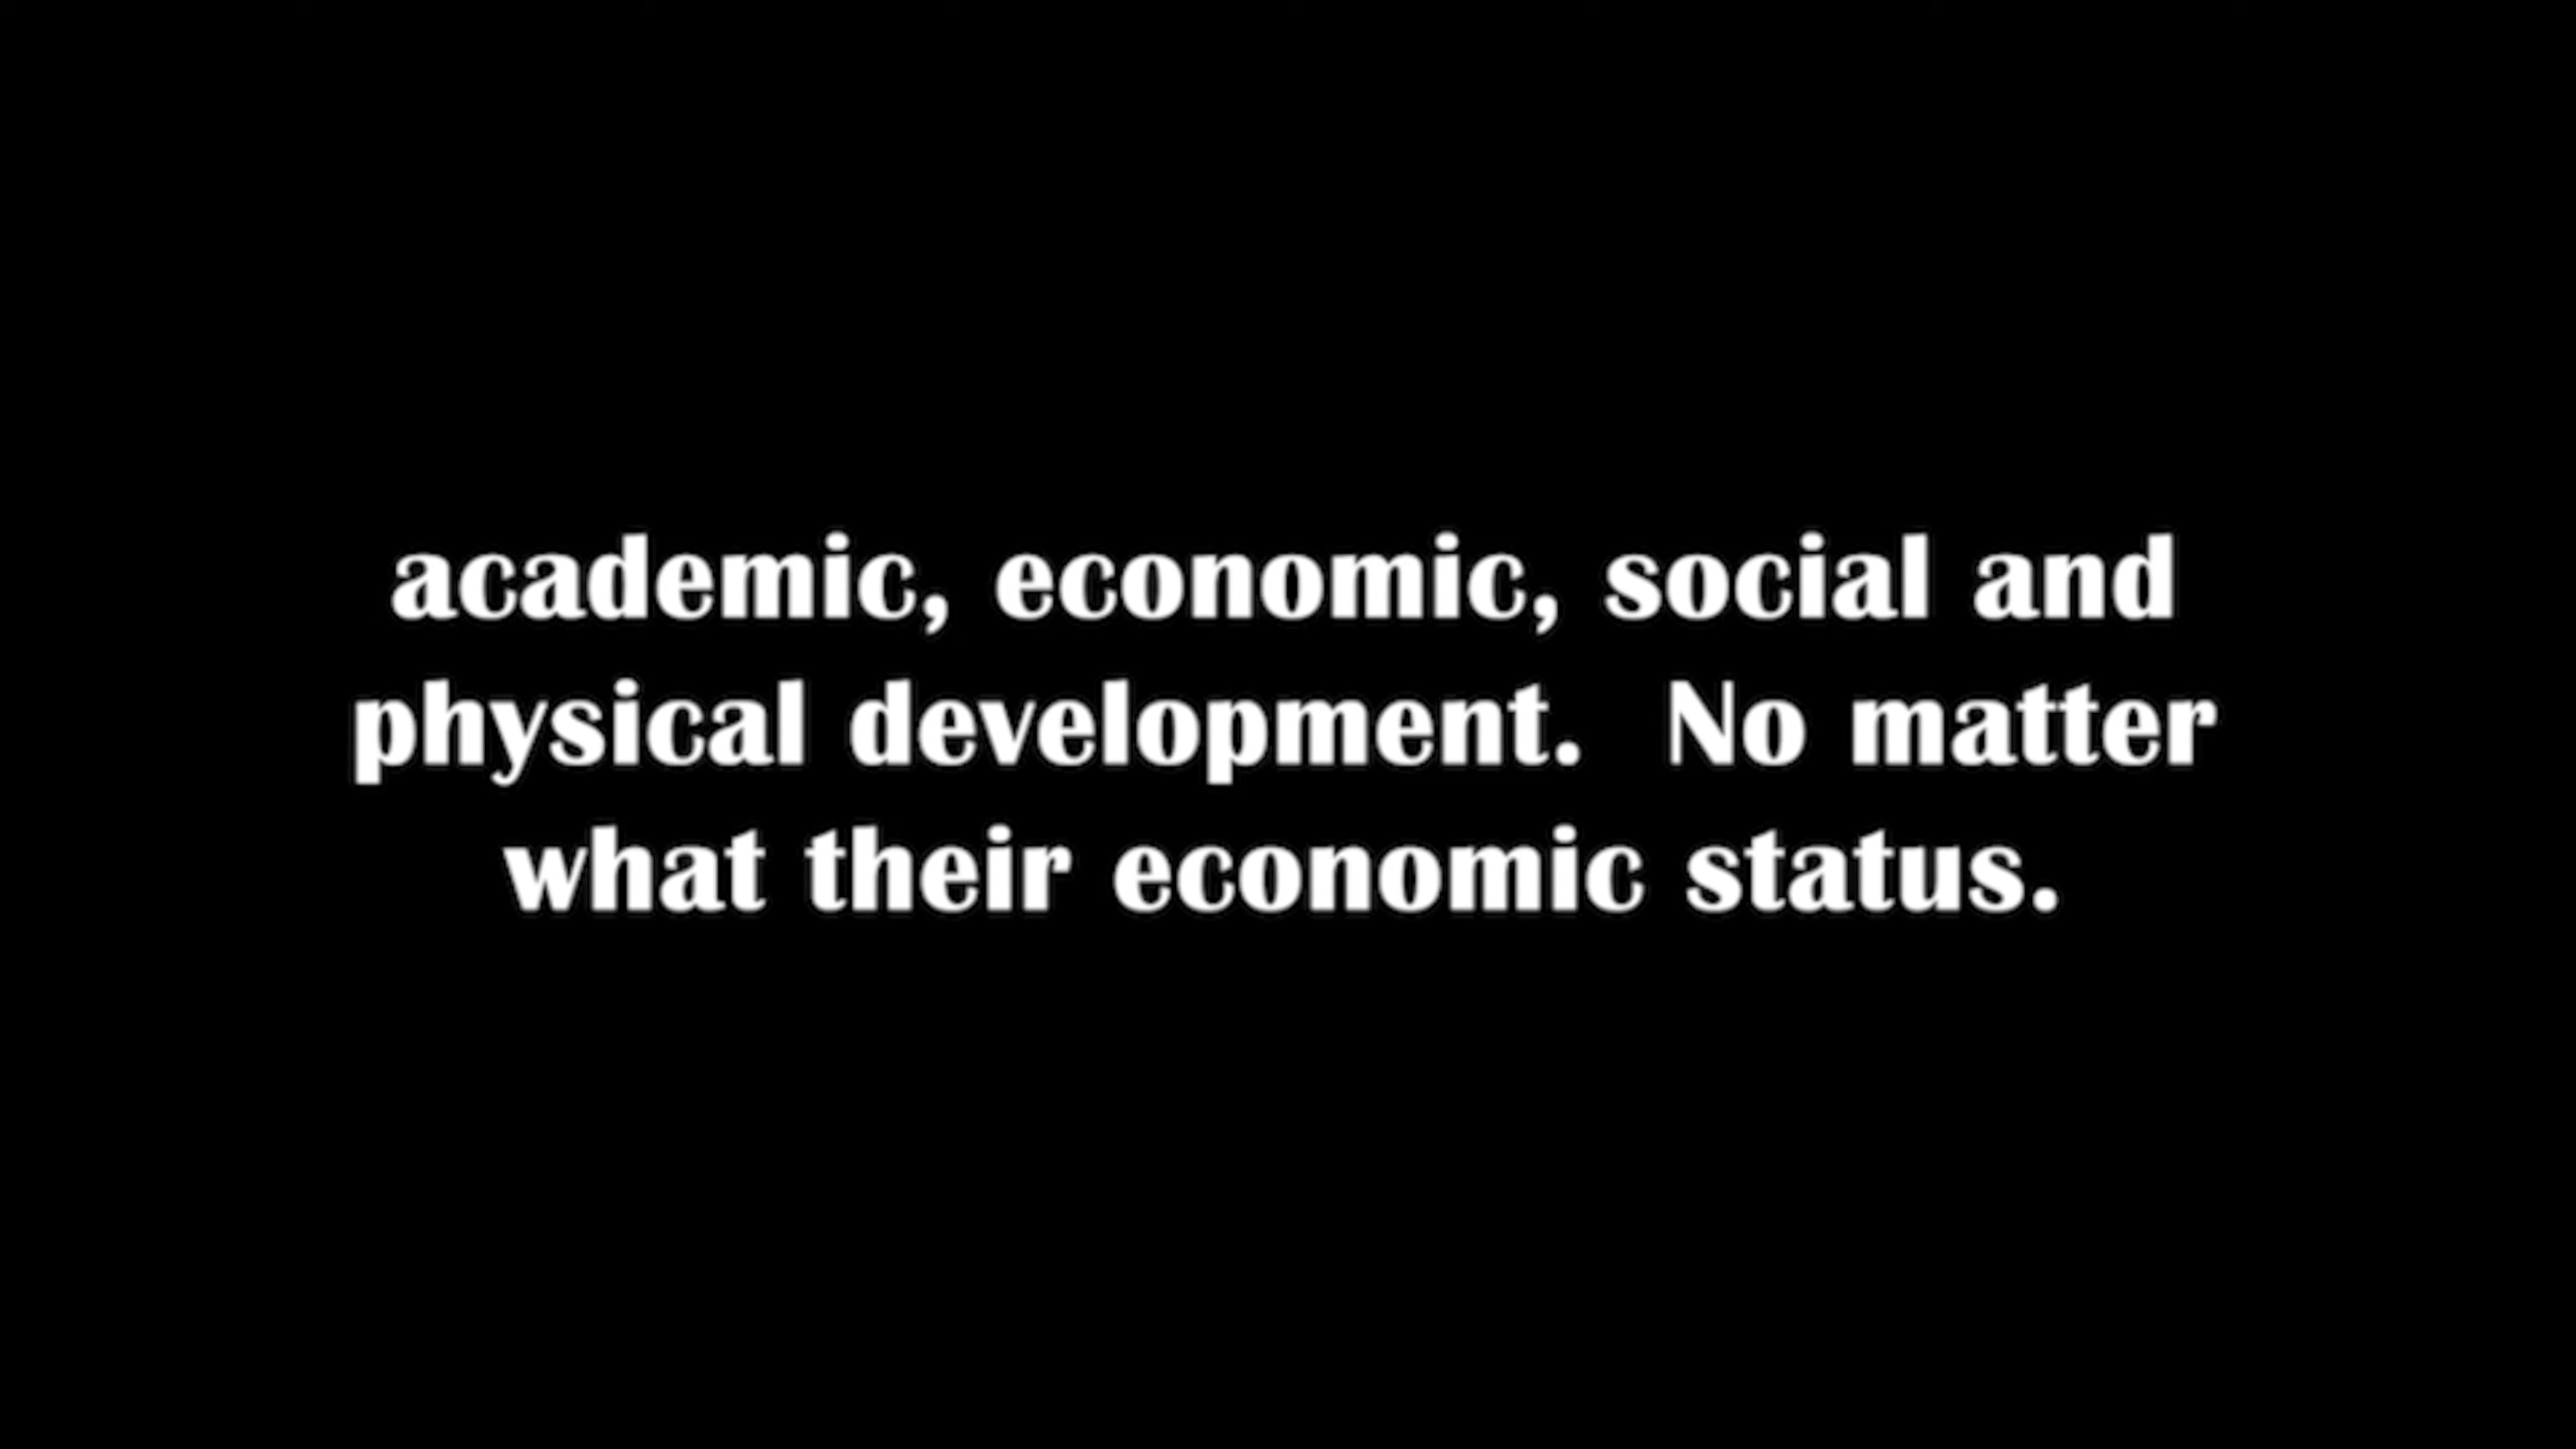 academic, economic, social and
physical development.  No matter
what their economic status.